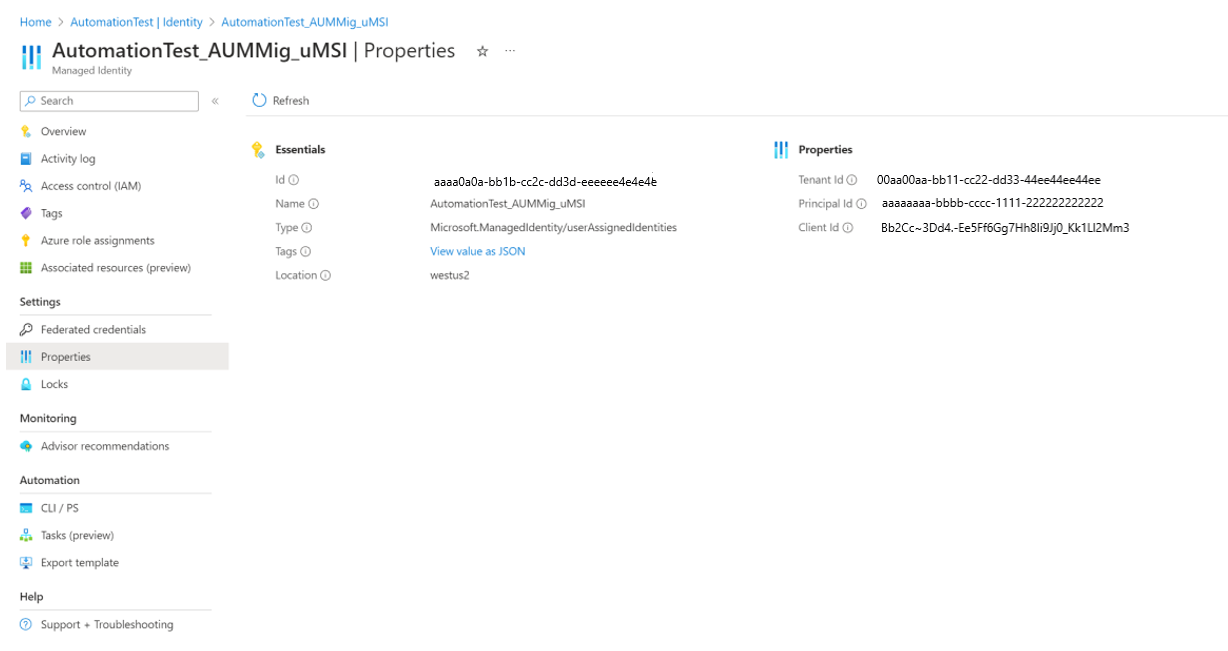 Home > AutomationTest | Identity > AutomationTest_AUMMig_uMSI
AutomationTest_AUMMig_uMSI | Properties
Managed Identity
Search
Overview
Activity log
Access control (IAM)
Tags
Azure role assignments
Associated resources (preview)
Settings
Federated credentials
Properties
Locks
Monitoring
Advisor recommendations
Automation
CLI / PS
Tasks (preview)
Export template
Help
Support + Troubleshooting
Refresh
Essentials
Id aaaa0a0a-bb1b-cc2c-dd3d-eeeeee4e4e4e
Name AutomationTest_AUMMig_uMSI
Type Microsoft.ManagedIdentity/userAssignedIdentities
Tags View value as JSON
Location westus2
Properties
Tenant Id 00aa00aa-bb11-cc22-dd33-44ee44ee44ee
Principal Id aaaaaaaa-bbbb-cccc-1111-222222222222
Client Id Bb2Cc~3Dd4.-Ee5Ff6Gg7Hh8Ii9Jj0_Kk1Ll2Mm3